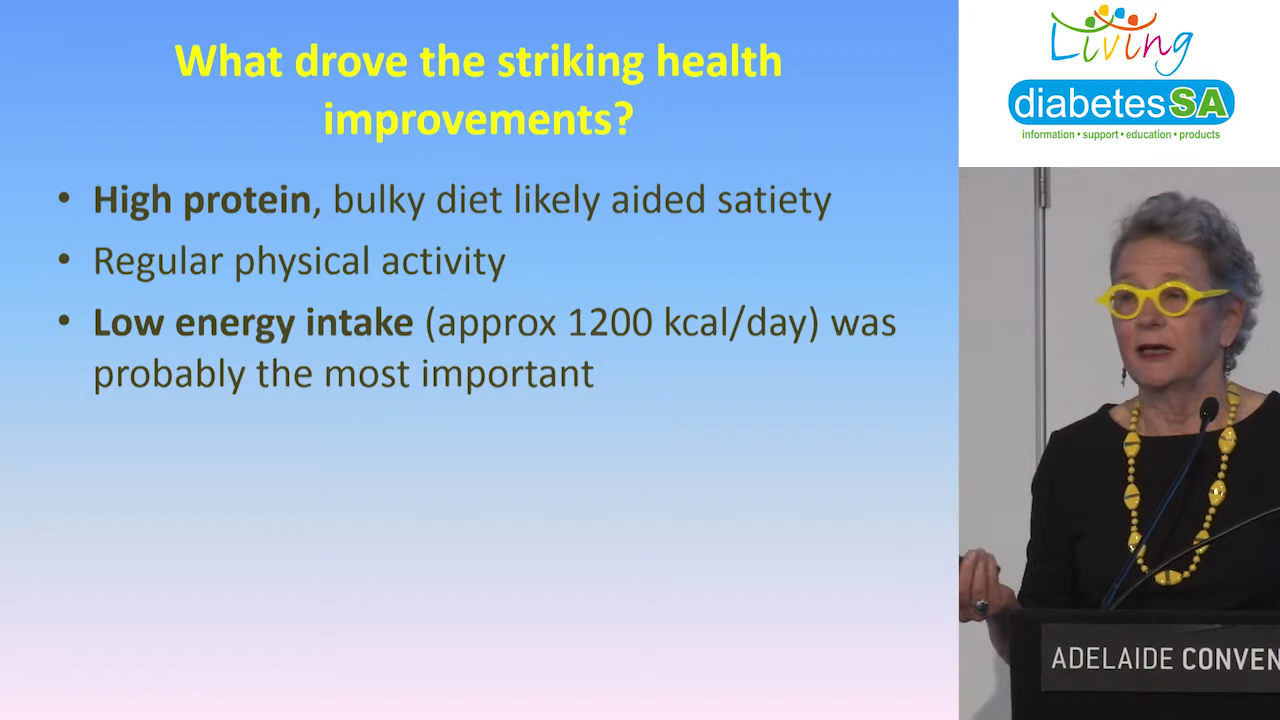 What drove the striking health
improvements?
• High protein, bulky diet likely aided satiety
• Regular physical activity
• Low energy intake (approx 1200 kcal/day) was
probably the most important
Living
diabetesSA
information • support • education • products
ADELAIDE CONVEN